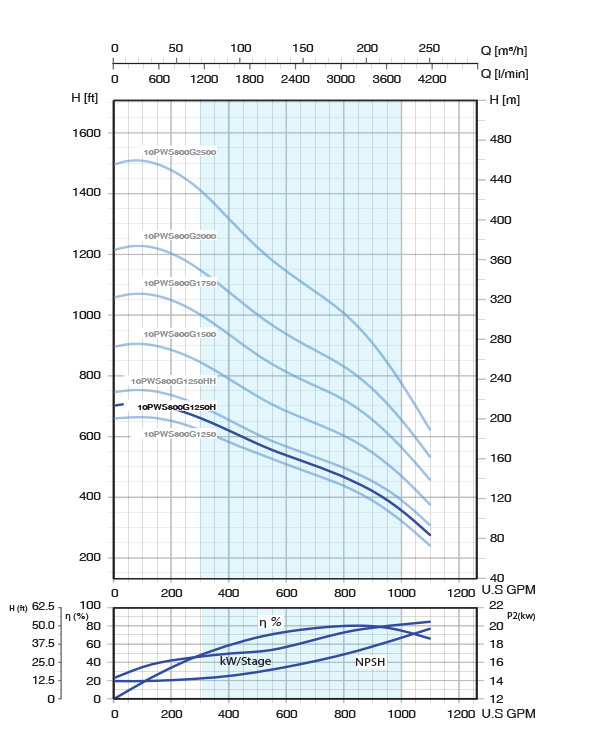 0 50 100 150 200 250 Q [m⁶/h]
0 600 1200 1800 2400 3000 3600 4200 Q [l/min]
H [ft] H [m]
1600
480
10PWS800G2500
440
1400
400
10PWS800G2000
1200
360
10PWS800G1750
320
1000
10PWS800G1500
280
800
240
10PWS800G1250HH
10PWS800G1250H
200
600
10PWS800G1250
160
400
120
80
200
40
0 200 400 600 800 1000 1200 U.S GPM
H (ft) 62.5 η (%) 100 22 P2(kw)
50.0 80 η % 20
37.5 60 18
25.0 40 kW/Stage NPSH 16
12.5 20 14
0 0 12
0 200 400 600 800 1000 1200 U.S GPM